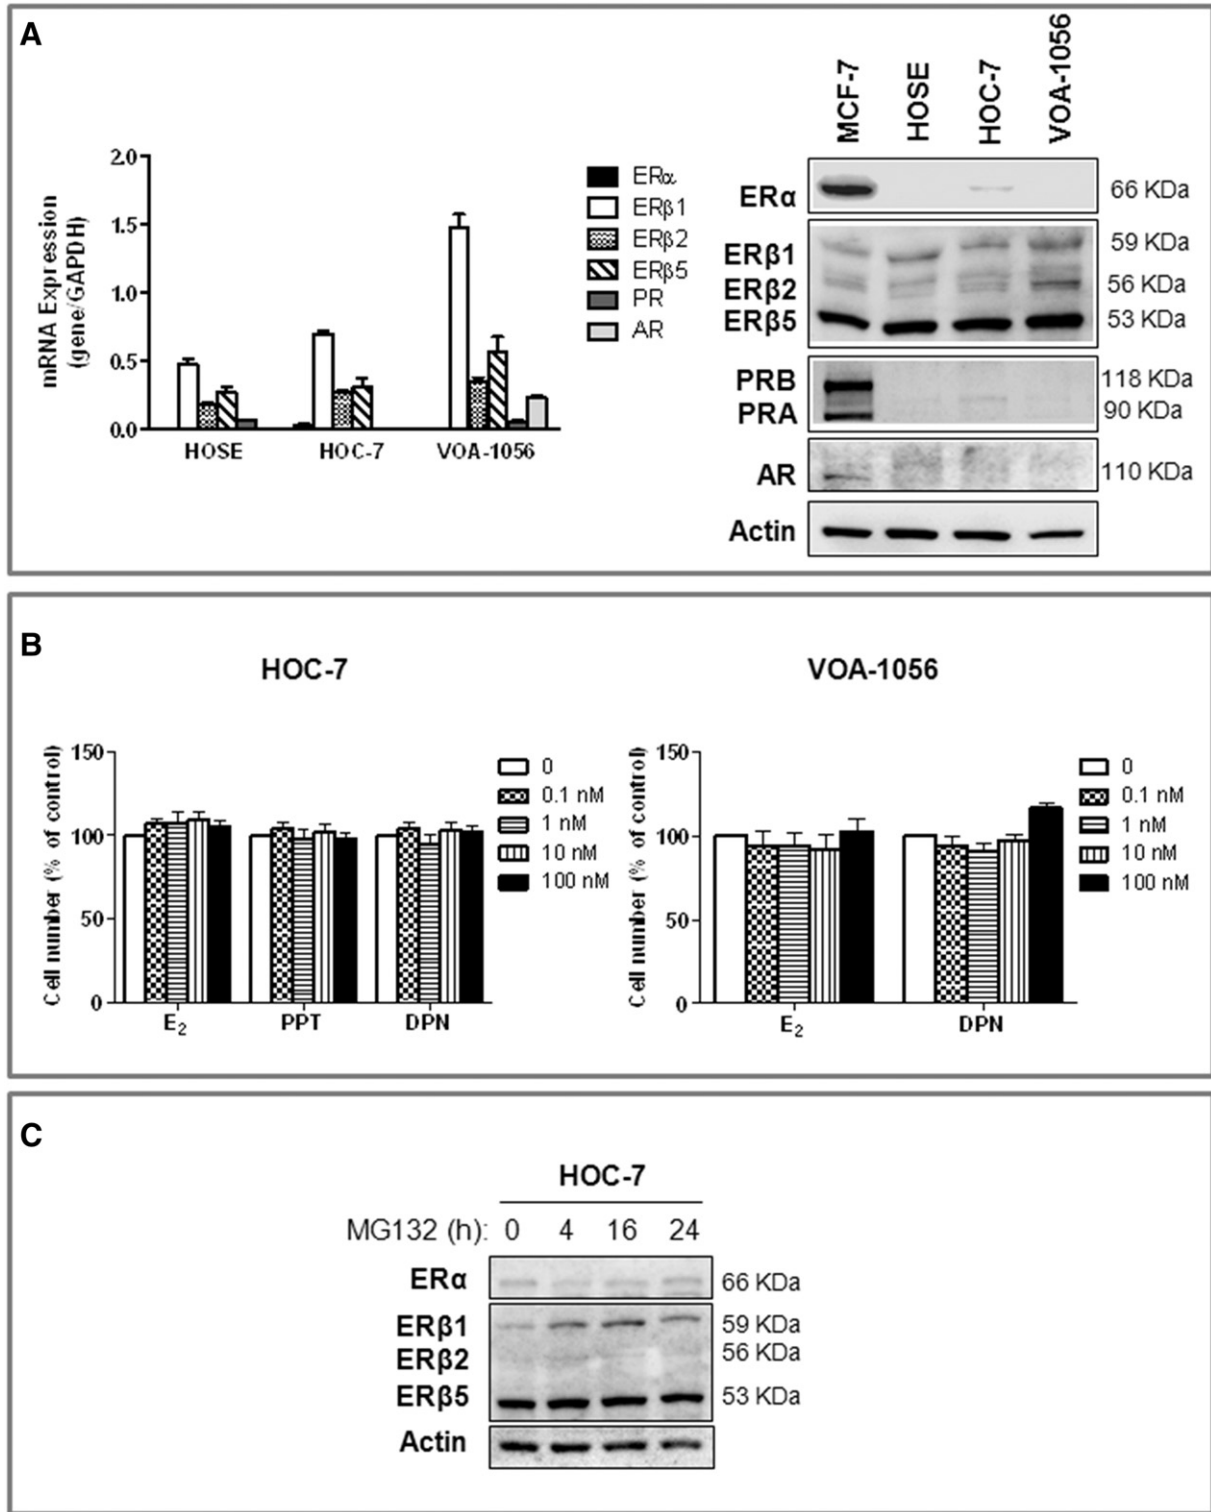 A
MCF-7
HOSE
HOC-7
VOA-1056
mRNA Expression
(gene/GAPDH)
2.0
1.5
1.0
0.5
0.0
HOSE
HOC-7
VOA-1056
ERα
ERβ1
ERβ2
ERβ5
PR
AR
ERα
66 KDa
ERβ1
59 KDa
ERβ2
56 KDa
ERβ5
53 KDa
PRB
118 KDa
PRA
90 KDa
AR
110 KDa
Actin
B
HOC-7
Cell number (% of control)
150
100
50
0
E2
PPT
DPN
0
0.1 nM
1 nM
10 nM
100 nM
VOA-1056
Cell number (% of control)
150
100
50
0
E2
DPN
0
0.1 nM
1 nM
10 nM
100 nM
C
HOC-7
MG132 (h): 0 4 16 24
ERα
66 KDa
ERβ1
59 KDa
ERβ2
56 KDa
ERβ5
53 KDa
Actin